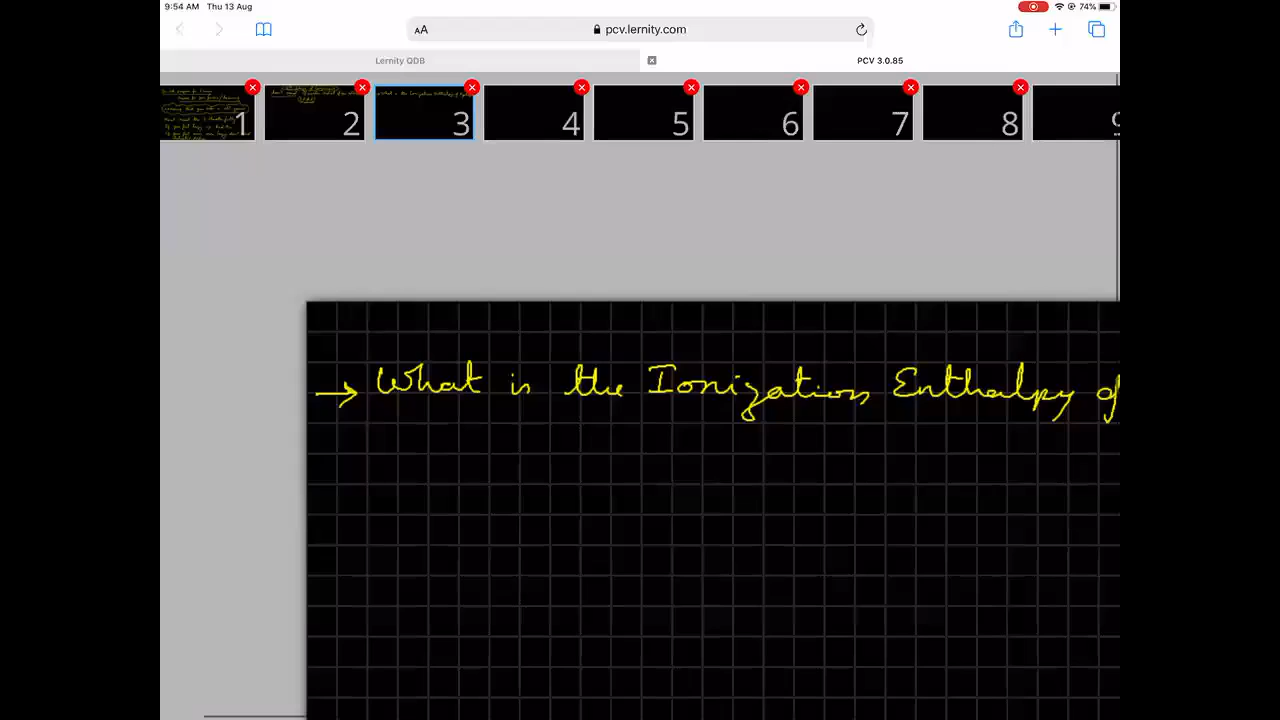 9:54 AM Thu 13 Aug
74%
AA
pcv.lernity.com
Lernity QDB
PCV 3.0.85
1 2 3 4 5 6 7 8
→ What is the Ionization Enthalpy of